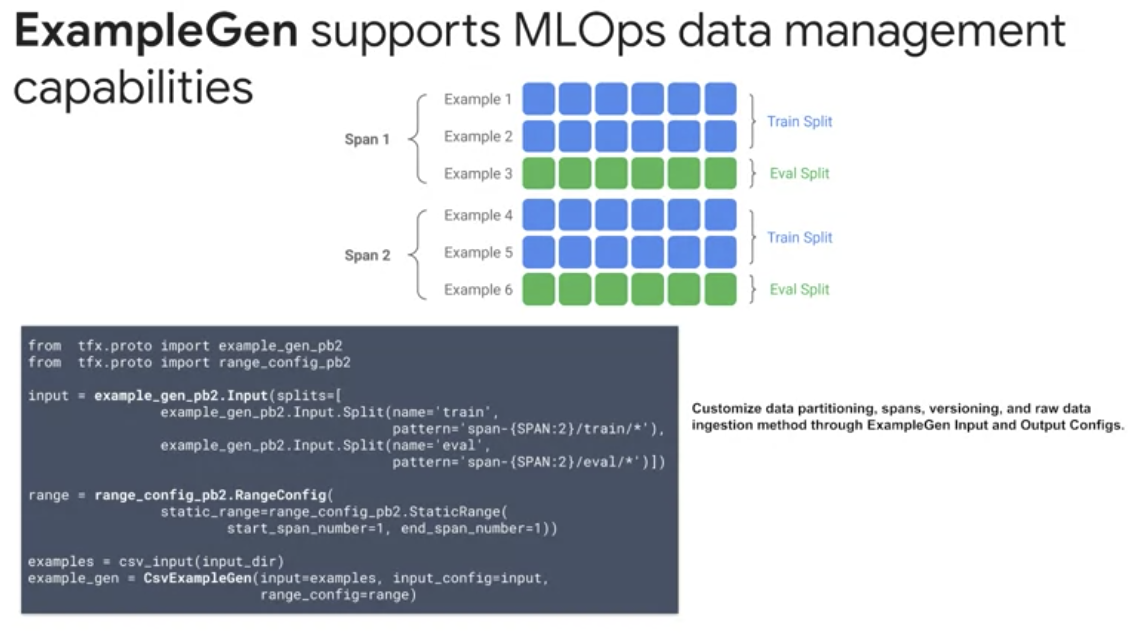 ExampleGen supports MLOps data management
capabilities
Span 1
Example 1
Example 2
Example 3
Train Split
Eval Split
Span 2
Example 4
Example 5
Example 6
Train Split
Eval Split
from  tfx.proto import example_gen_pb2
from  tfx.proto import range_config_pb2
input = example_gen_pb2.Input(splits=[
                example_gen_pb2.Input.Split(name='train',
                                            pattern='span-{SPAN:2}/train/*'),
                example_gen_pb2.Input.Split(name='eval',
                                            pattern='span-{SPAN:2}/eval/*')])
range = range_config_pb2.RangeConfig(
                static_range=range_config_pb2.StaticRange(
                        start_span_number=1, end_span_number=1))
examples = csv_input(input_dir)
example_gen = CsvExampleGen(input=examples, input_config=input,
                            range_config=range)
Customize data partitioning, spans, versioning, and raw data
ingestion method through ExampleGen Input and Output Configs.